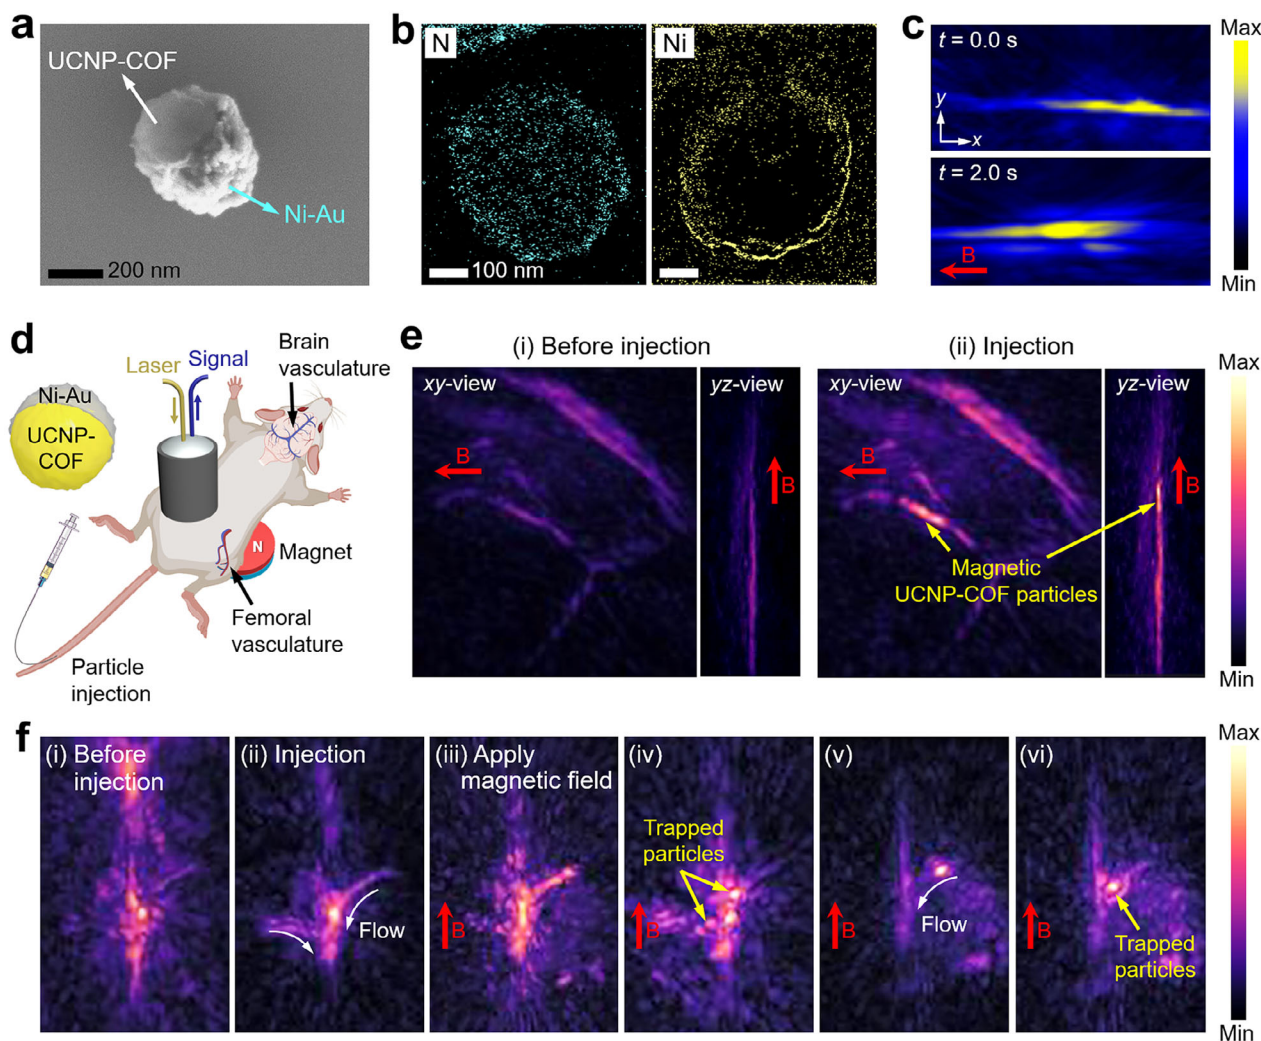 a
UCNP-COF
Ni-Au
200 nm
b
N
100 nm
Ni
c
t = 0.0 s
y
x
t = 2.0 s
B
Max
Min
d
Laser
Signal
Brain
vasculature
Ni-Au
UCNP-
COF
N
Magnet
Femoral
vasculature
Particle
injection
e
(i) Before injection
xy-view
B
yz-view
B
(ii) Injection
xy-view
B
yz-view
B
Magnetic
UCNP-COF particles
Max
Min
f
(i) Before
injection
(ii) Injection
Flow
(iii) Apply
magnetic field
B
(iv)
Trapped
particles
B
(v)
B
Flow
(vi)
B
Trapped
particles
Max
Min